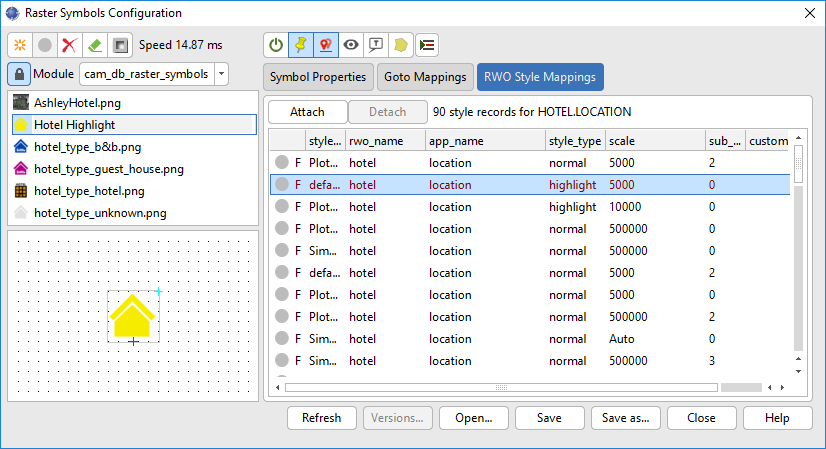 Raster Symbols Configuration
Speed 14.87 ms
Module cam_db_raster_symbols
AshleyHotel.png
Hotel Highlight
hotel_type_b&b.png
hotel_type_guest_house.png
hotel_type_hotel.png
hotel_type_unknown.png
Symbol Properties Goto Mappings RWO Style Mappings
Attach Detach 90 style records for HOTEL.LOCATION
style... rwo_name app_name style_type scale sub_... custom
F Plot... hotel location normal 5000 2
F defa... hotel location highlight 5000 0
F Plot... hotel location highlight 10000 0
F Plot... hotel location normal 500000 0
F Sim... hotel location normal 500000 0
F defa... hotel location normal 5000 2
F Plot... hotel location normal 5000 0
F Plot... hotel location normal 500000 2
F Sim... hotel location normal Auto 0
F Sim... hotel location normal 500000 3
Refresh Versions... Open... Save Save as... Close Help